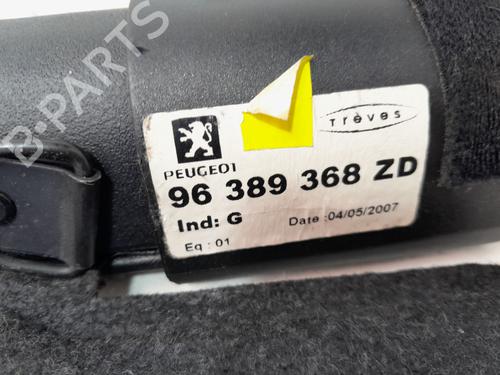 B-PARTS
Trèves
PEUGEOT
96 389 368 ZD
Ind: G
Date :04/05/2007
Eq : 01